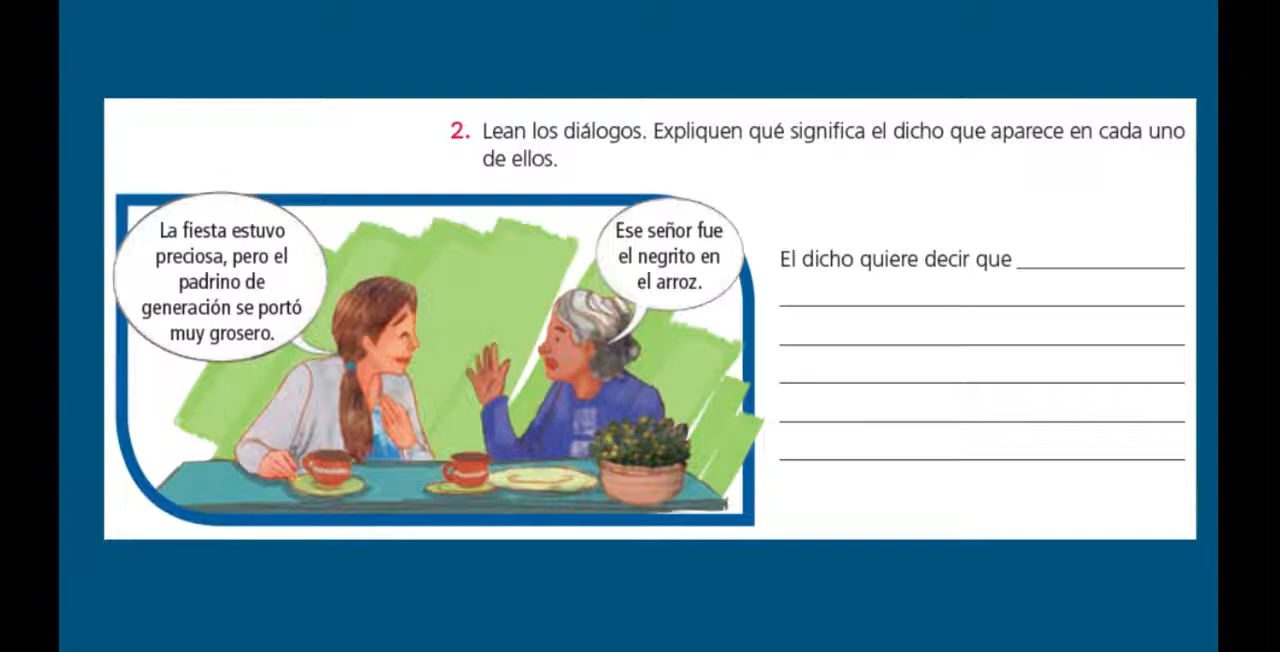 2. Lean los diálogos. Expliquen qué significa el dicho que aparece en cada uno
de ellos.
La fiesta estuvo
preciosa, pero el
padrino de
generación se portó
muy grosero.
Ese señor fue
el negrito en
el arroz.
El dicho quiere decir que